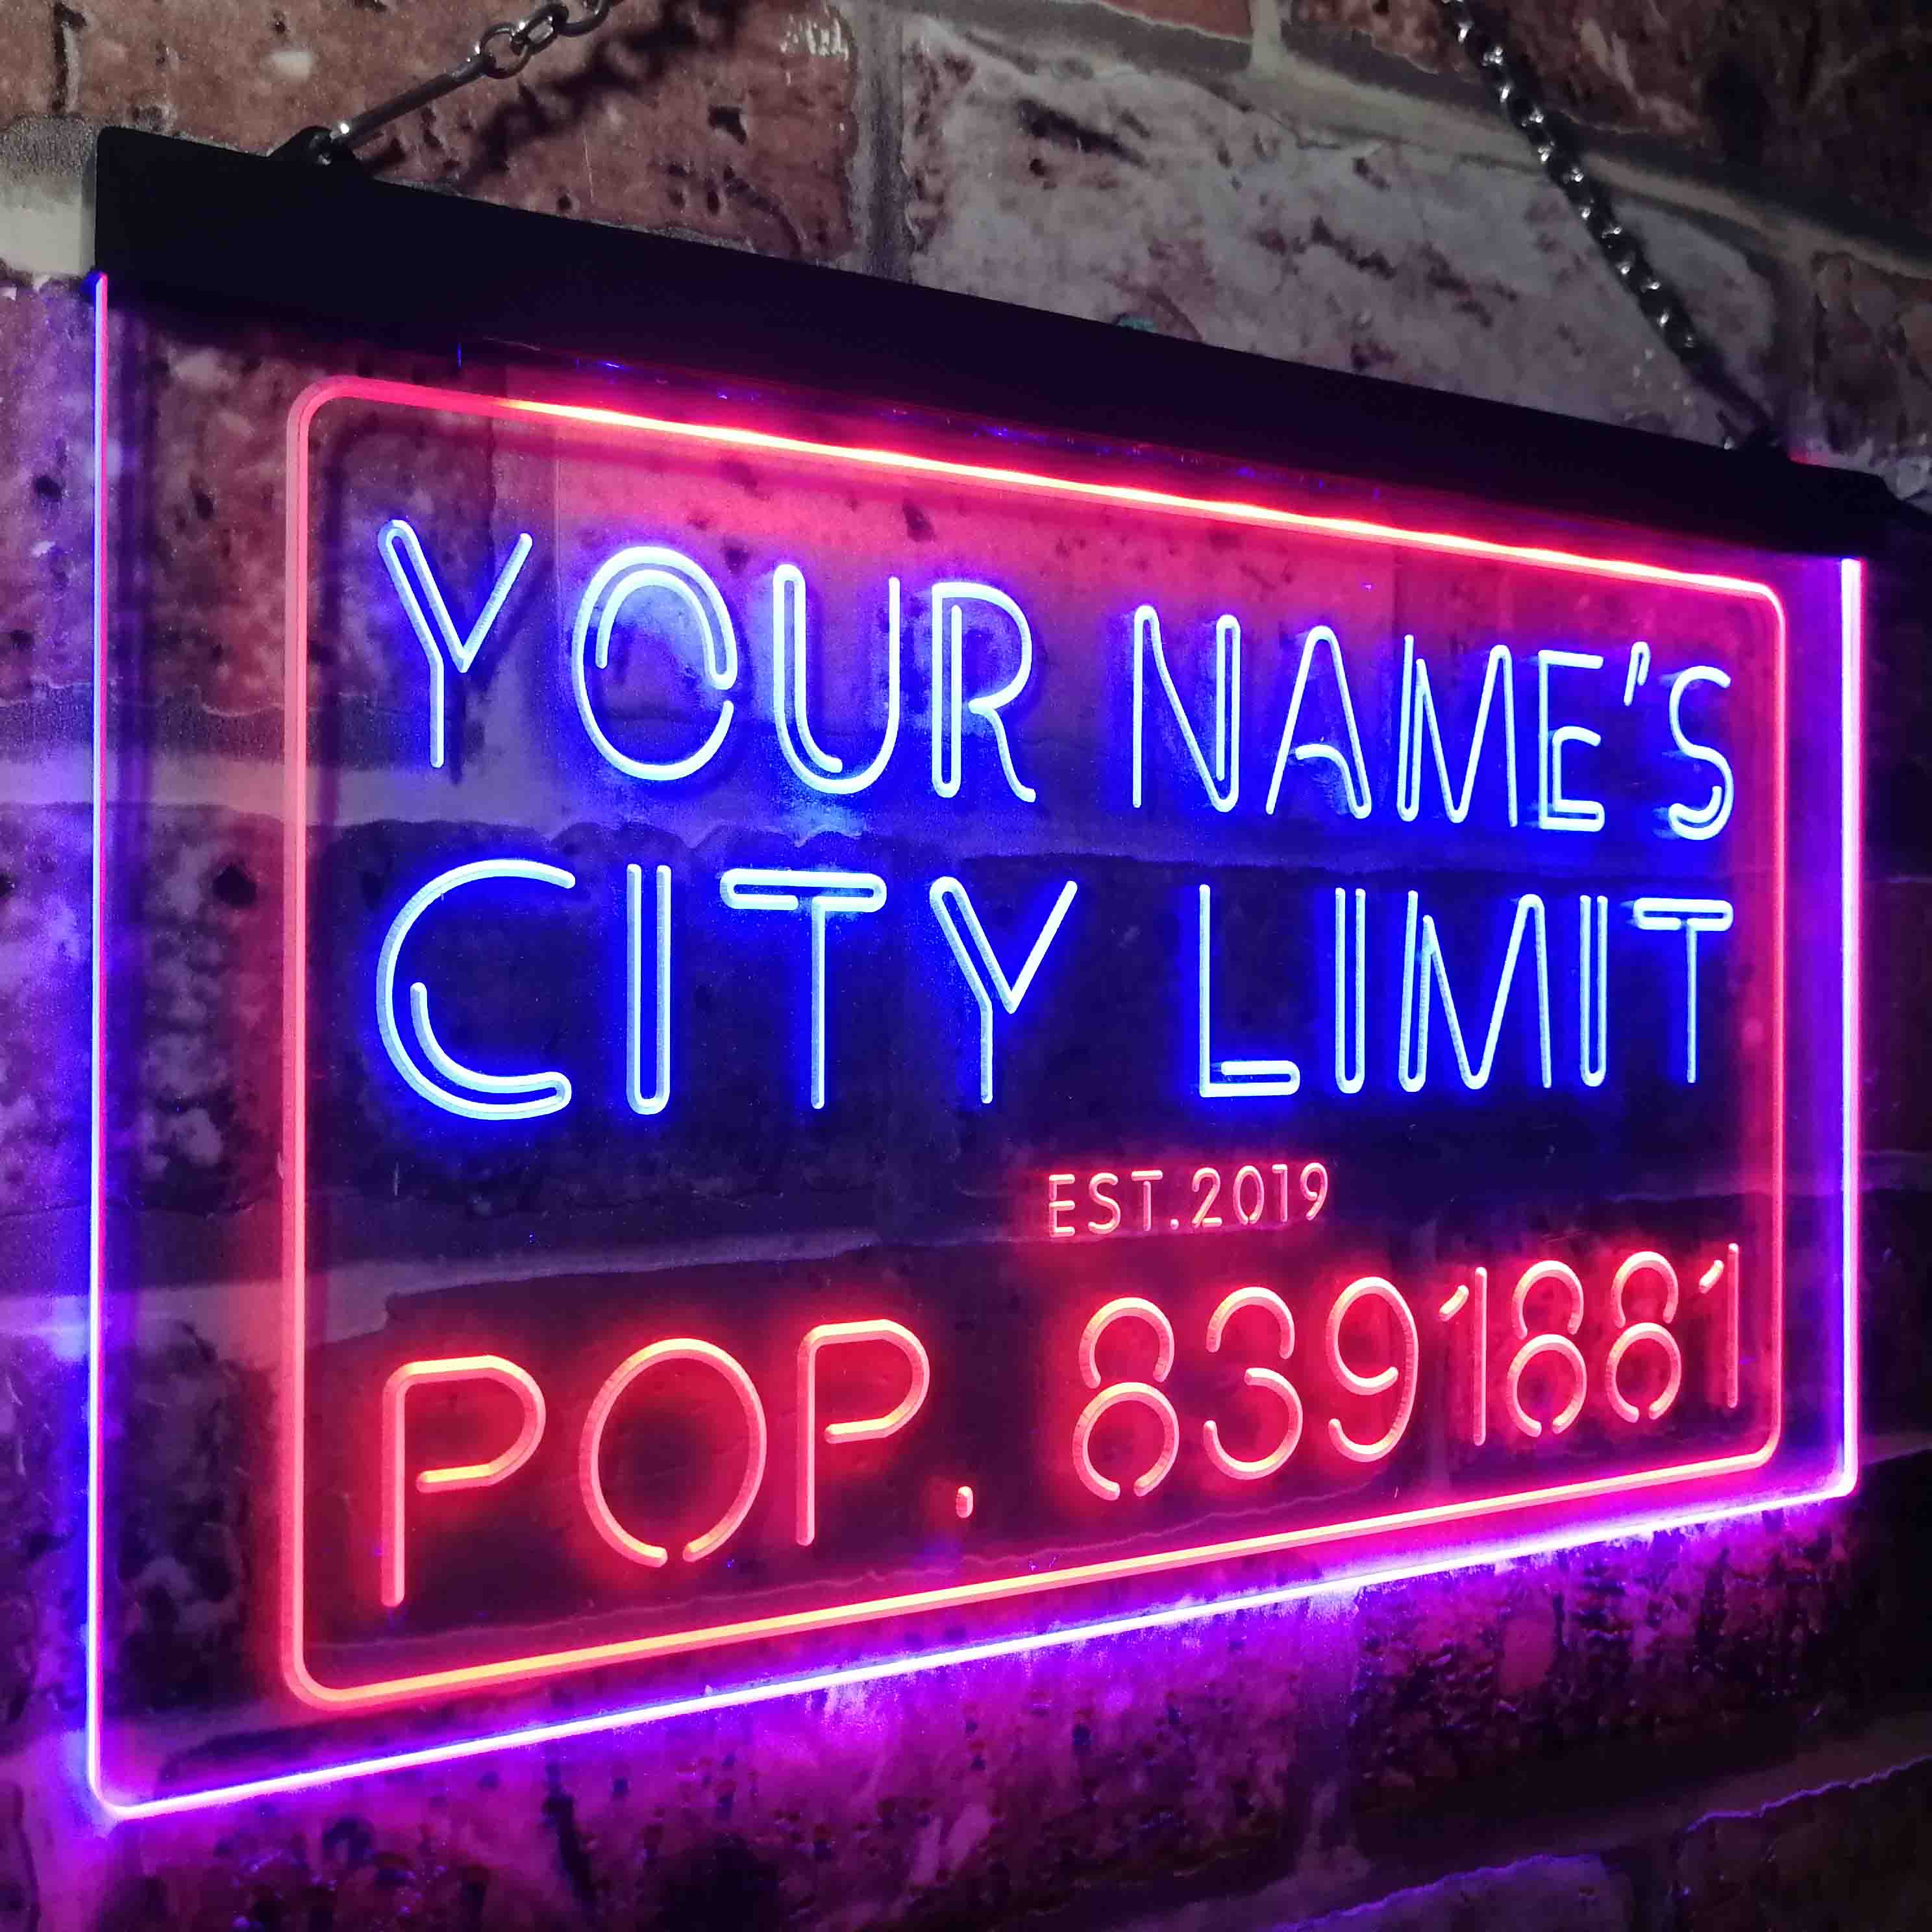 YOUR NAME'S
CITY LIMIT
EST.2019
POP. 8391881